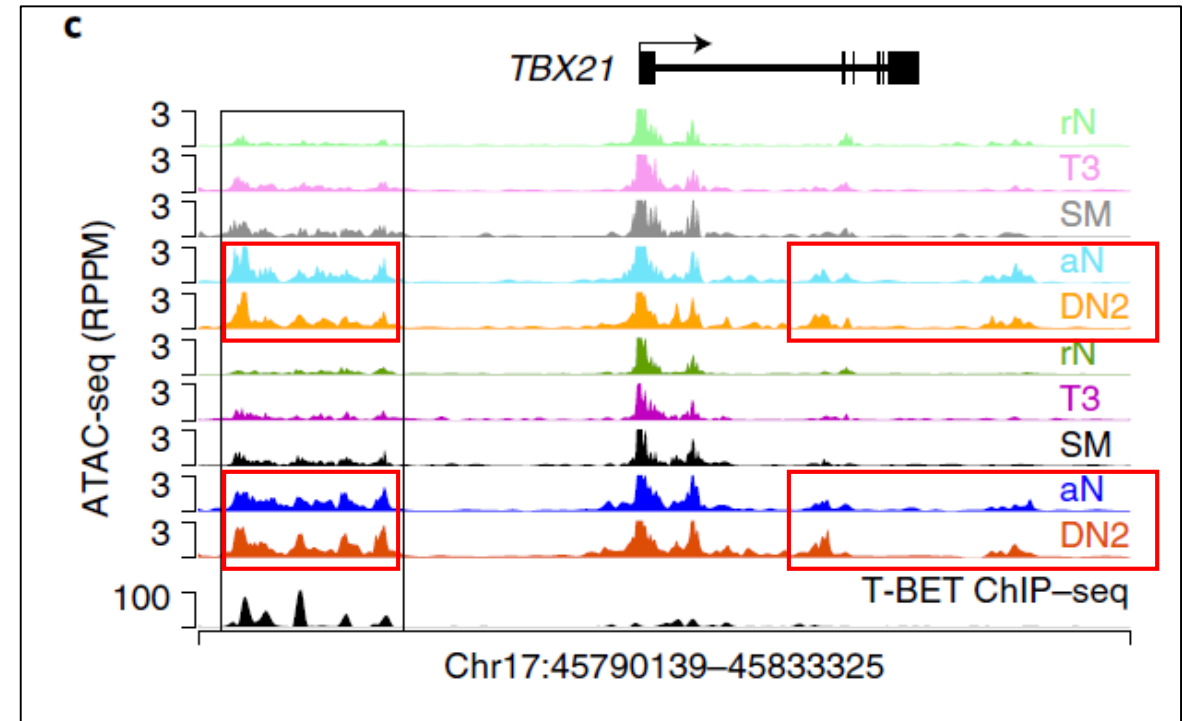 c
TBX21
ATAC-seq (RPPM)
3 rN
3 T3
3 SM
3 aN
3 DN2
3 rN
3 T3
3 SM
3 aN
3 DN2
100 T-BET ChIP–seq
Chr17:45790139–45833325